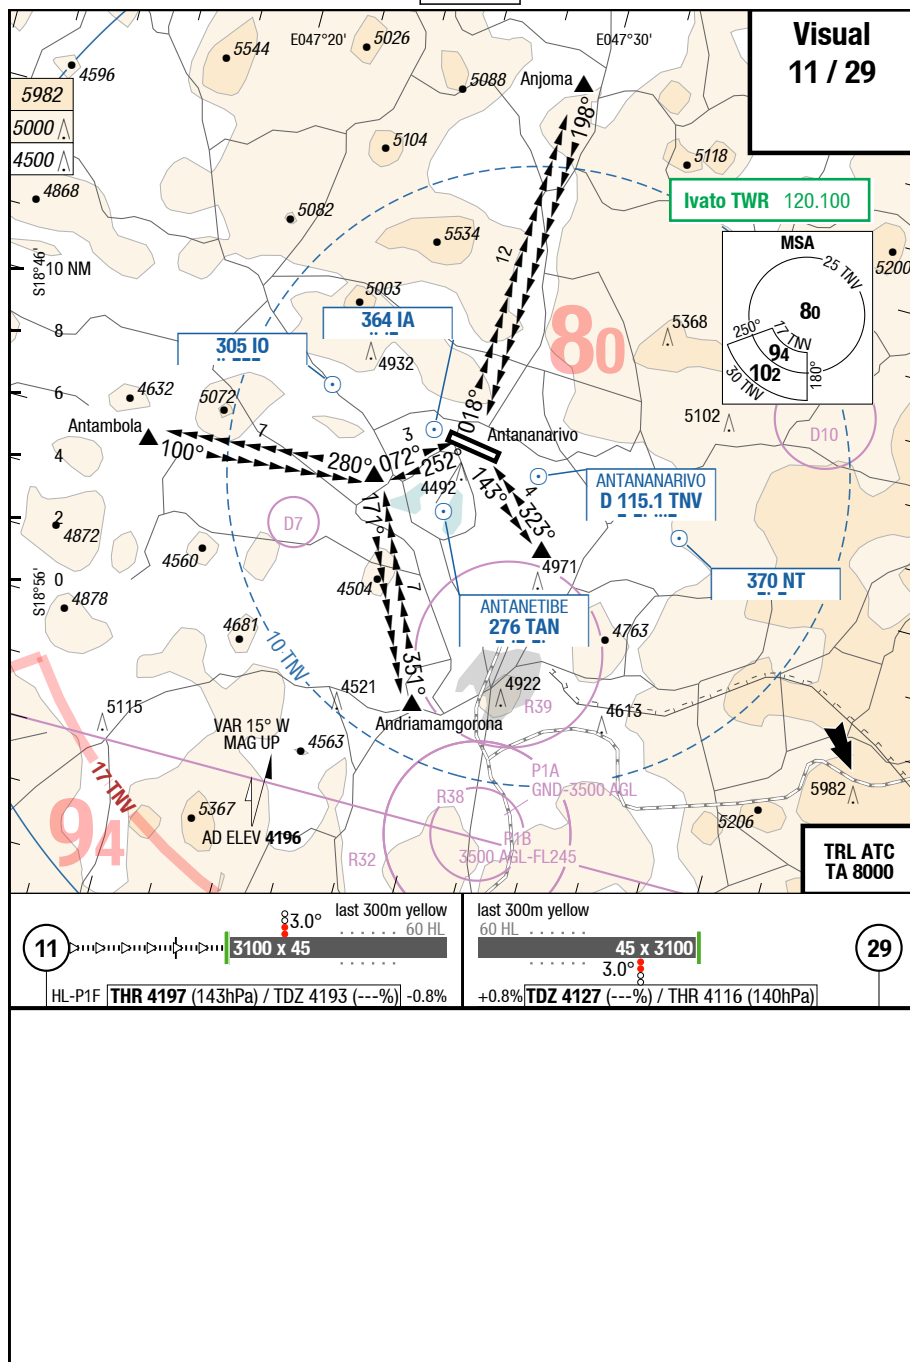 Visual
11 / 29
E047°20'
E047°30'
5544
5026
4596
5088
Anjoma
198°
5982
5000
4500
5104
5118
4868
5082
Ivato TWR 120.100
5534
12
MSA
25 TNV
80
250°
17 TNV
94
102
30 TNV
180°
5200
S18°46'
10 NM
8
6
4
2
0
S18°56'
5003
364 IA
305 IO
4932
80
5368
4632
5072
5102
D10
Antambola
7
100°
280°
072°
3
252°
018°
Antananarivo
4492
143°
4
323°
ANTANANARIVO
D 115.1 TNV
171°
D7
4872
4560
4504
4971
370 NT
4878
7
ANTANETIBE
276 TAN
4681
4763
10 TNV
351°
4521
4922
R39
4613
5115
Andriamamgorona
VAR 15° W
MAG UP
4563
17 TNV
94
P1A
GND-3500 AGL
R38
5982
5367
5206
AD ELEV 4196
P1B
3500 AGL-FL245
R32
TRL ATC
TA 8000
11
3.0°
last 300m yellow
60 HL
3100 x 45
HL-P1F
THR 4197 (143hPa) / TDZ 4193 (---%)
-0.8%
last 300m yellow
60 HL
45 x 3100
3.0°
29
+0.8%
TDZ 4127 (---%) / THR 4116 (140hPa)